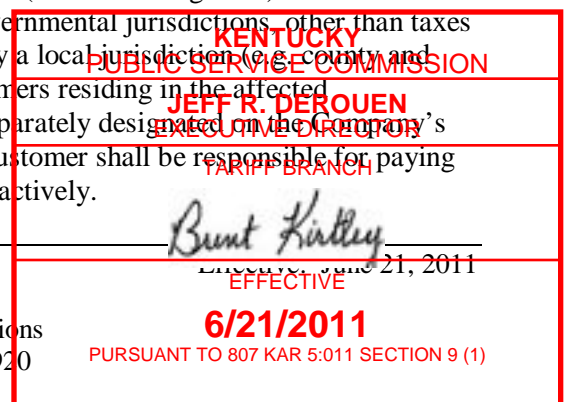 ernmental jurisdictions, other than taxes
KENTUCKY
y a local jurisdiction (e.g. county and
PUBLIC SERVICE COMMISSION
mers residing in the affected
JEFF R. DEROUEN
parately designated on the Company's
EXECUTIVE DIRECTOR
ustomer shall be responsible for paying
TARIFF BRANCH
actively.
Brent Kirtley
Effective: June 21, 2011
EFFECTIVE
ions
6/21/2011
920
PURSUANT TO 807 KAR 5:011 SECTION 9 (1)